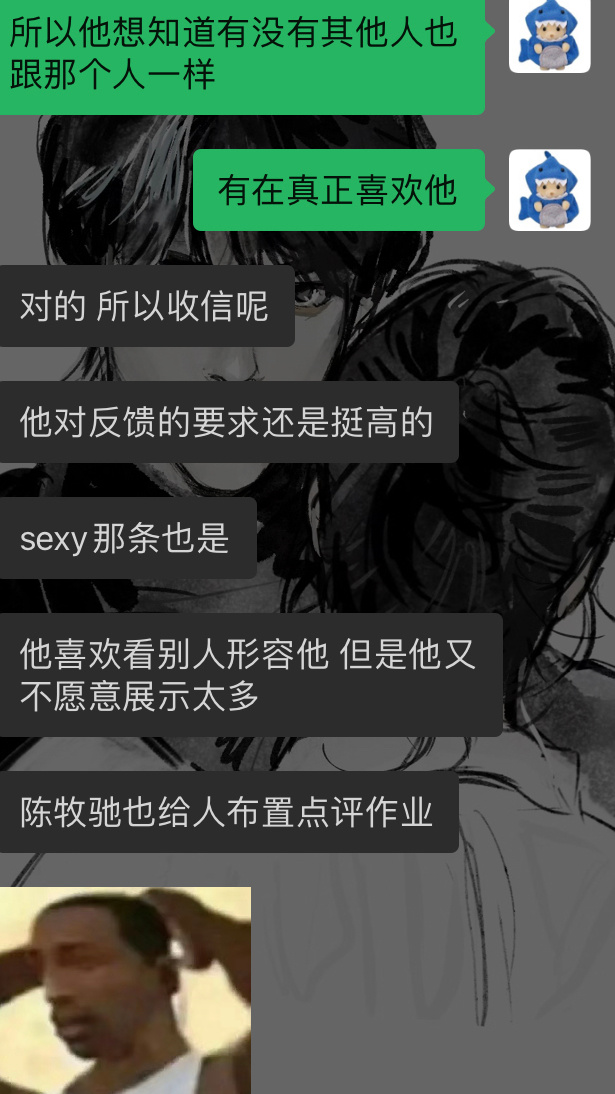 所以他想知道有没有其他人也
跟那个人一样
有在真正喜欢他
对的 所以收信呢
他对反馈的要求还是挺高的
sexy那条也是
他喜欢看别人形容他 但是他又
不愿意展示太多
陈牧驰也给人布置点评作业